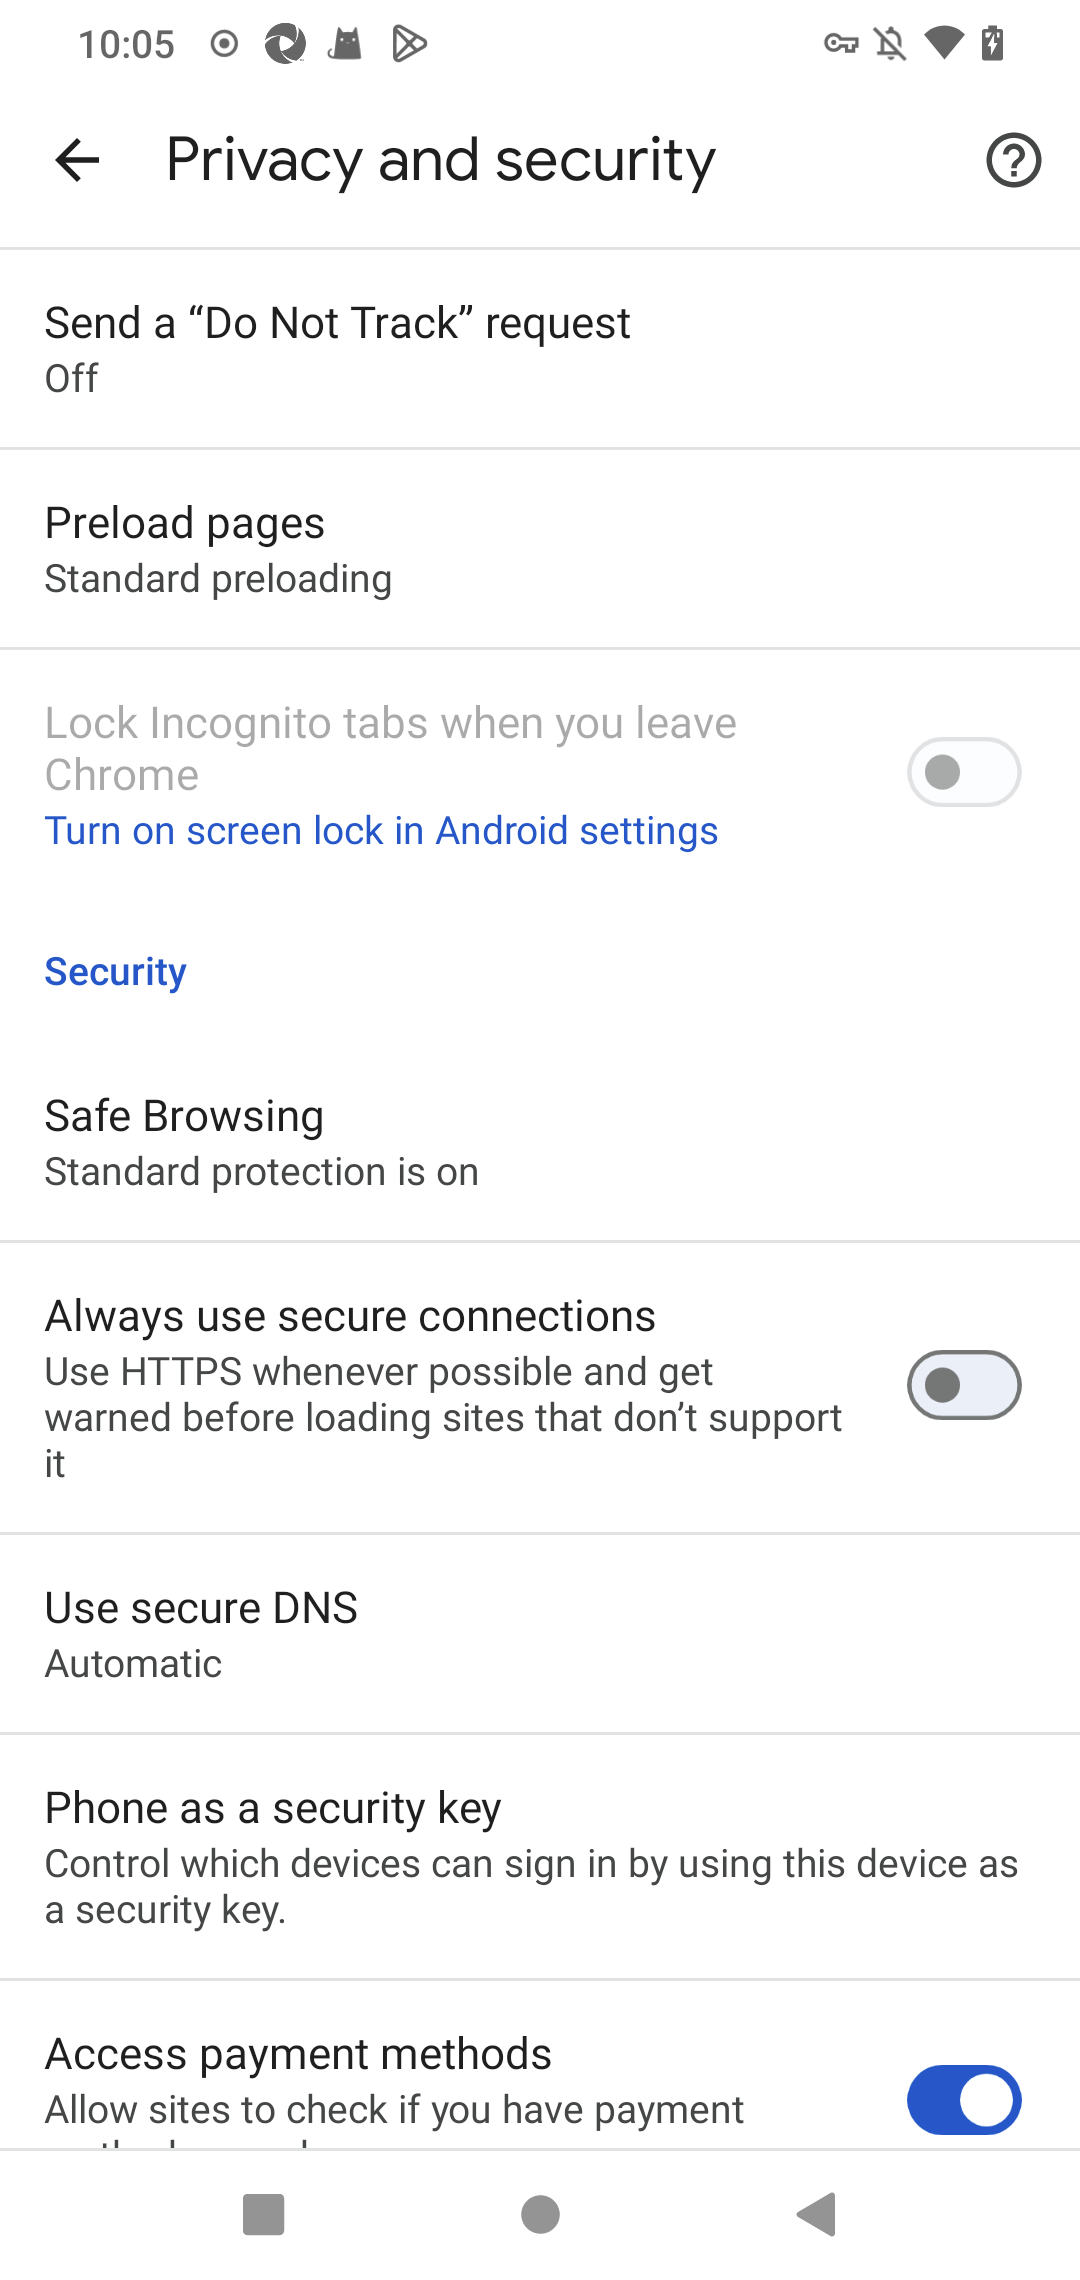 10:05
Privacy and security
Send a “Do Not Track” request
Off
Preload pages
Standard preloading
Lock Incognito tabs when you leave
Chrome
Turn on screen lock in Android settings
Security
Safe Browsing
Standard protection is on
Always use secure connections
Use HTTPS whenever possible and get
warned before loading sites that don’t support
it
Use secure DNS
Automatic
Phone as a security key
Control which devices can sign in by using this device as
a security key.
Access payment methods
Allow sites to check if you have payment